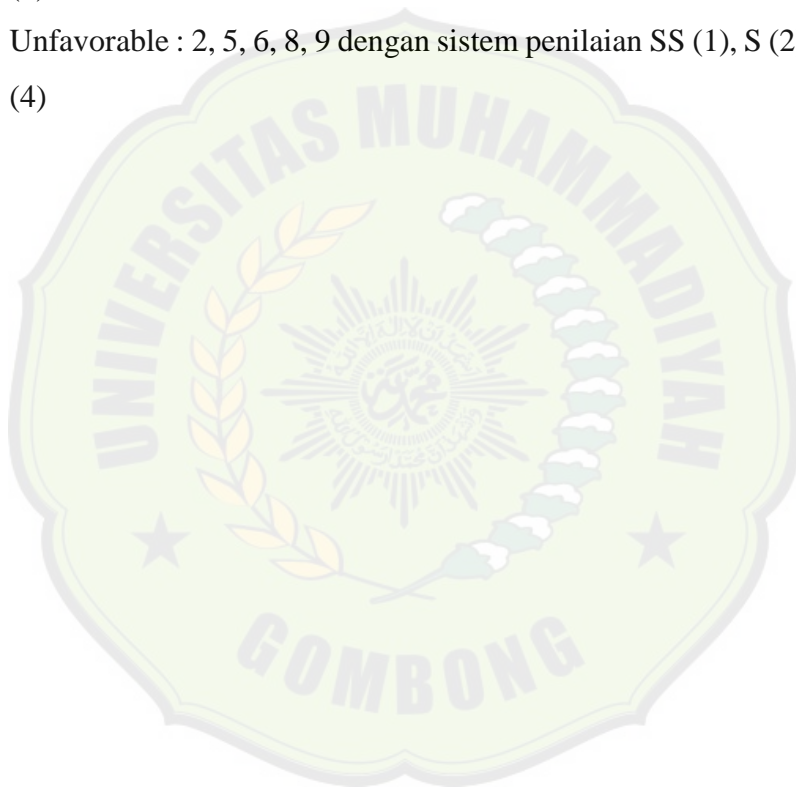 Unfavorable : 2, 5, 6, 8, 9 dengan sistem penilaian SS (1), S (2
(4)
UNIVERSITAS MUHAMMADIYAH
GOMBONG